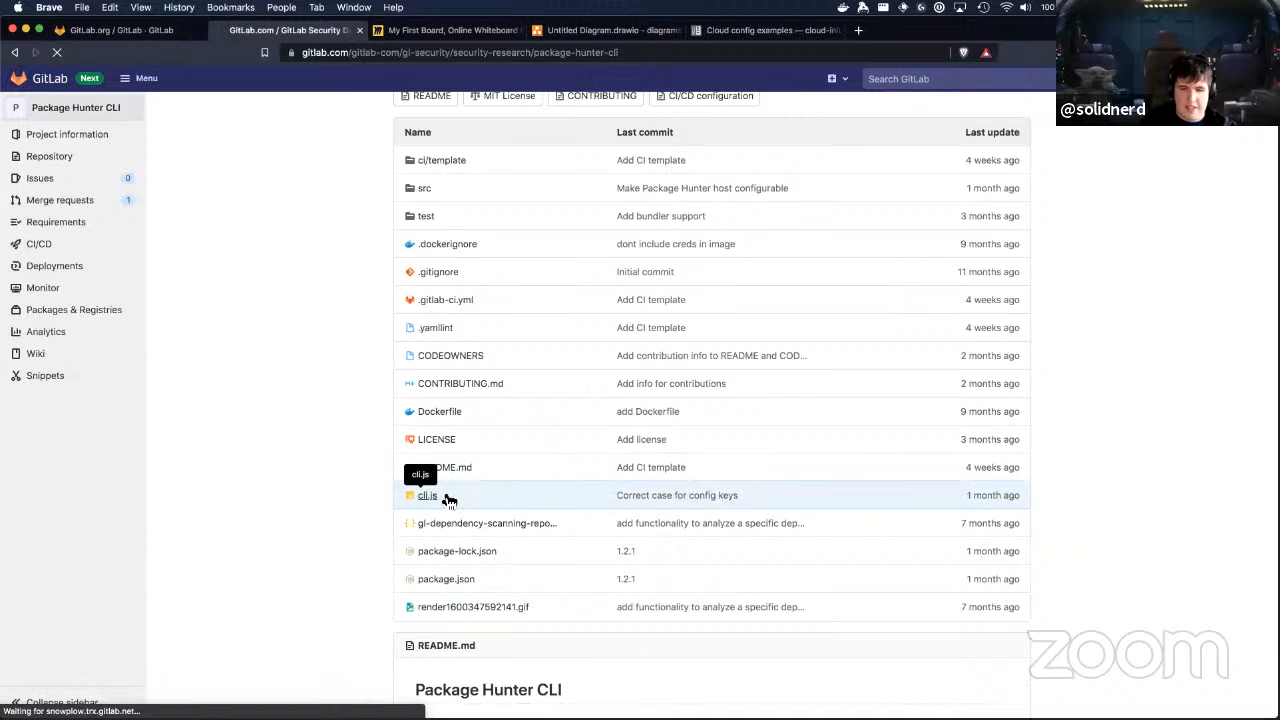 Brave File Edit View History Bookmarks People Tab Window Help 100
GitLab.org / GitLab · GitLab
GitLab.com / GitLab Security D
My First Board, Online Whiteboard
Untitled Diagram.drawio - diagrams
Cloud config examples — cloud-ini
gitlab.com/gitlab-com/gl-security/security-research/package-hunter-cli
GitLab Next Menu Search GitLab
@solidnerd
P Package Hunter CLI
Project information
Repository
Issues 0
Merge requests 1
Requirements
CI/CD
Deployments
Monitor
Packages & Registries
Analytics
Wiki
Snippets
Collapse sidebar
Waiting for snowplow.trx.gitlab.net...
README MIT License CONTRIBUTING CI/CD configuration
Name Last commit Last update
ci/template Add CI template 4 weeks ago
src Make Package Hunter host configurable 1 month ago
test Add bundler support 3 months ago
.dockerignore dont include creds in image 9 months ago
.gitignore Initial commit 11 months ago
.gitlab-ci.yml Add CI template 4 weeks ago
.yamllint Add CI template 4 weeks ago
CODEOWNERS Add contribution info to README and COD... 2 months ago
CONTRIBUTING.md Add info for contributions 2 months ago
Dockerfile add Dockerfile 9 months ago
LICENSE Add license 3 months ago
cli.js
DME.md Add CI template 4 weeks ago
cli.js Correct case for config keys 1 month ago
gl-dependency-scanning-repo... add functionality to analyze a specific dep... 7 months ago
package-lock.json 1.2.1 1 month ago
package.json 1.2.1 1 month ago
render1600347592141.gif add functionality to analyze a specific dep... 7 months ago
README.md
Package Hunter CLI
zoom